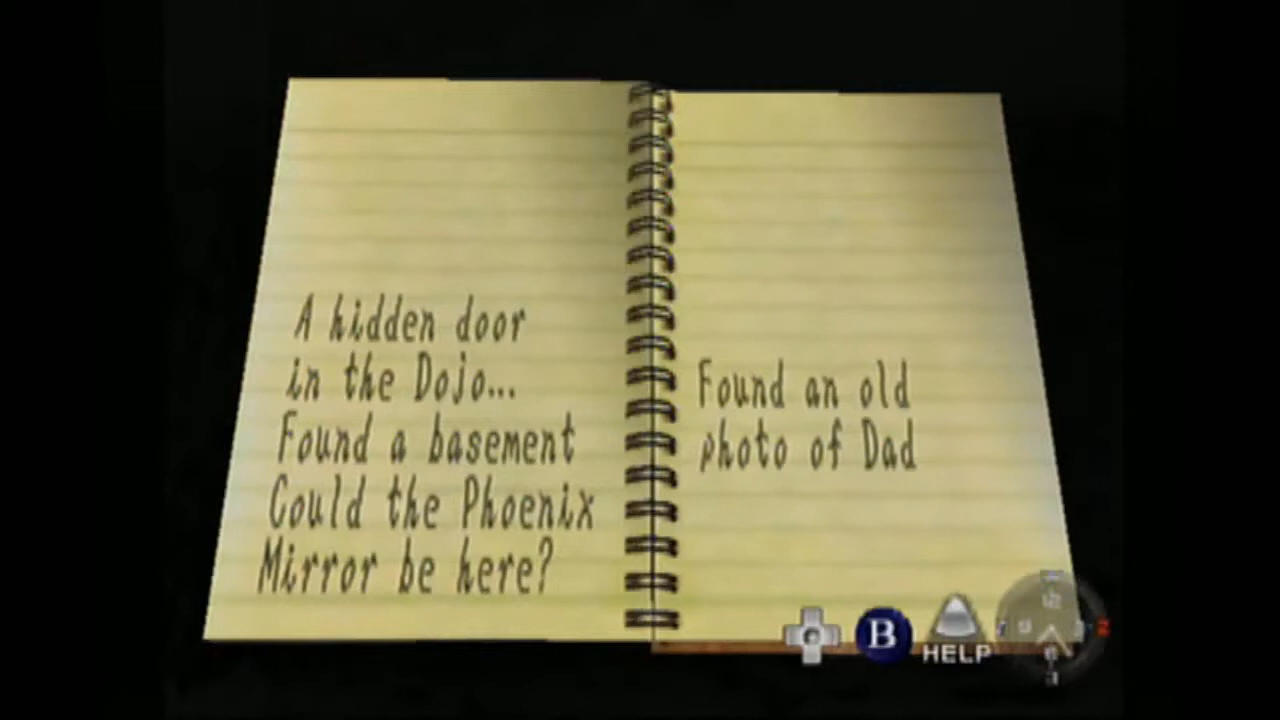 A hidden door
in the Dojo...
Found a basement
Could the Phoenix
Mirror be here?
Found an old
photo of Dad
B
HELP